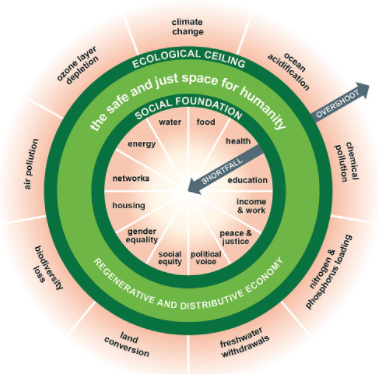 climate
change
ocean
acidification
chemical
pollution
nitrogen &
phosphorus loading
freshwater
withdrawals
land
conversion
biodiversity
loss
air pollution
ozone layer
depletion
OVERSHOOT
ECOLOGICAL CEILING
the safe and just space for humanity
SOCIAL FOUNDATION
water
food
health
SHORTFALL
education
income
& work
peace &
justice
political
voice
social
equity
gender
equality
housing
networks
energy
REGENERATIVE AND DISTRIBUTIVE ECONOMY